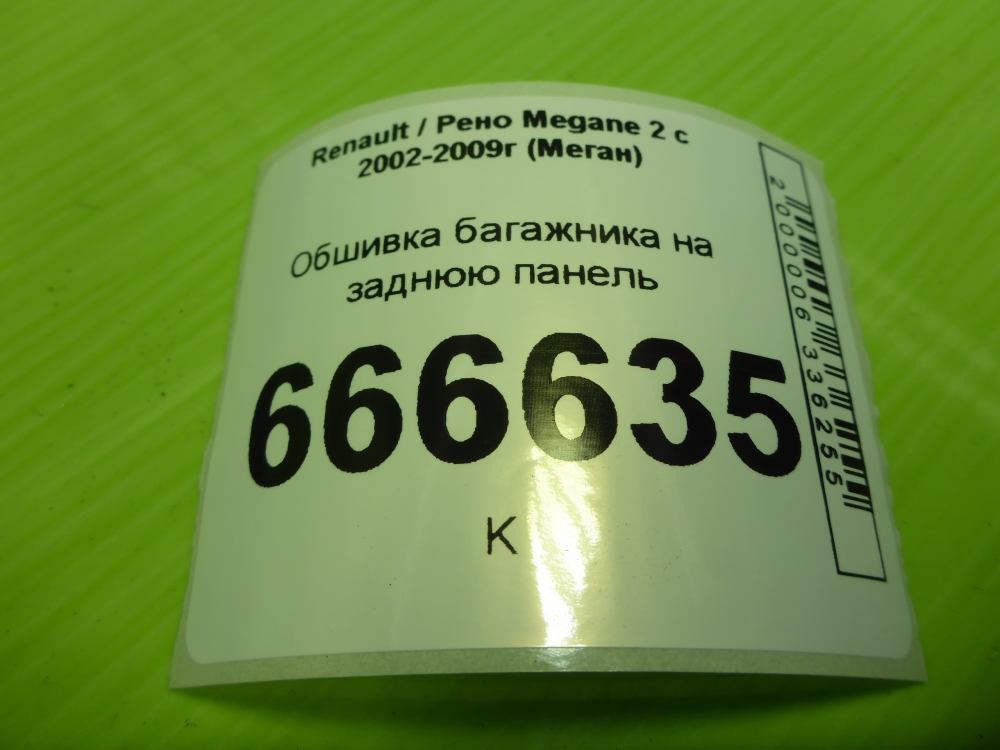 Renault / Рено Megane 2 с
2002-2009г (Меган)
Обшивка багажника на
заднюю панель
666635
К
2000006336255